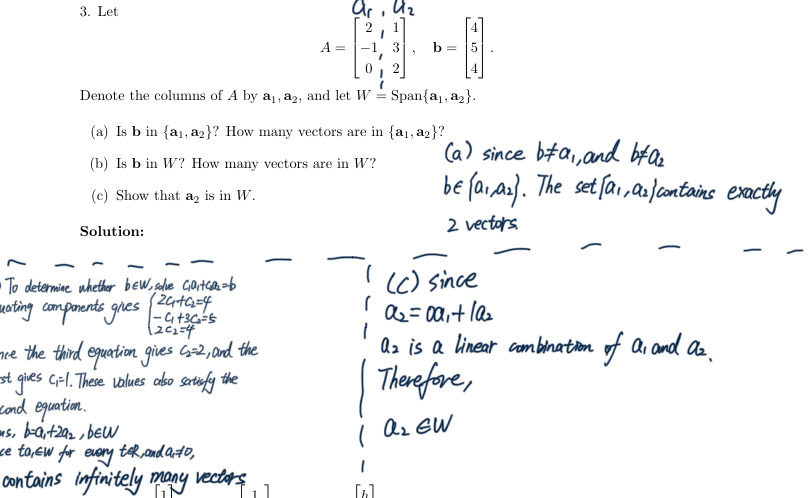 3. Let
a₁, a₂
A = [2 1; -1 3; 0 2], b = [4; 5; 4].
Denote the columns of A by a₁, a₂, and let W = Span{a₁, a₂}.
(a) Is b in {a₁, a₂}? How many vectors are in {a₁, a₂}?
(b) Is b in W? How many vectors are in W?
(c) Show that a₂ is in W.
(a) since b≠a₁, and b≠a₂
b∈{a₁,a₂}. The set {a₁,a₂} contains exactly
2 vectors.
Solution:
To determine whether b∈W, solve c₁a₁+c₂a₂=b
uating components gives { 2c₁+c₂=4
-c₁+3c₂=5
2c₂=4
nce the third equation gives c₂=2, and the
st gives c₁=1. These values also satisfy the
cond equation.
us, b=a₁+2a₂, b∈W
ce ta₁∈W for every t∈R, and a₁≠0,
contains infinitely many vectors
(c) since
a₂=0a₁+1a₂
a₂ is a linear combination of a₁ and a₂.
Therefore,
a₂∈W